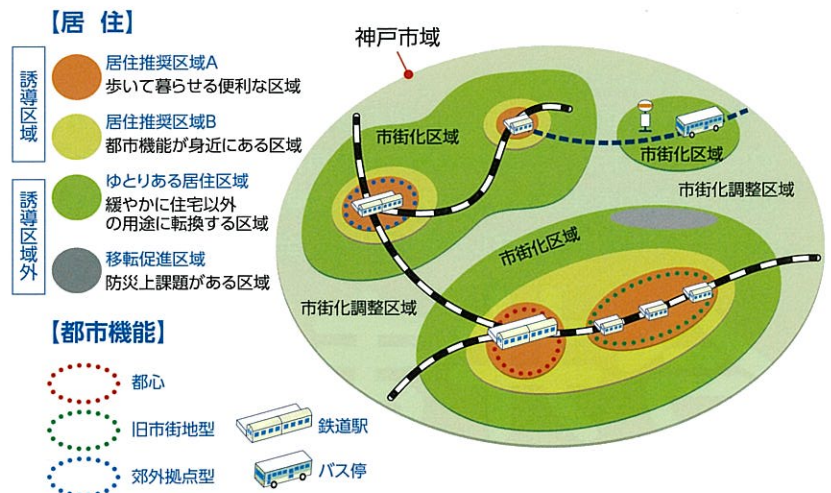 【居 住】
誘導区域
居住推奨区域A
歩いて暮らせる便利な区域
居住推奨区域B
都市機能が身近にある区域
誘導区域外
ゆとりある居住区域
緩やかに住宅以外
の用途に転換する区域
移転促進区域
防災上課題がある区域
【都市機能】
都心
旧市街地型
郊外拠点型
鉄道駅
バス停
神戸市域
市街化区域
市街化区域
市街化調整区域
市街化区域
市街化調整区域